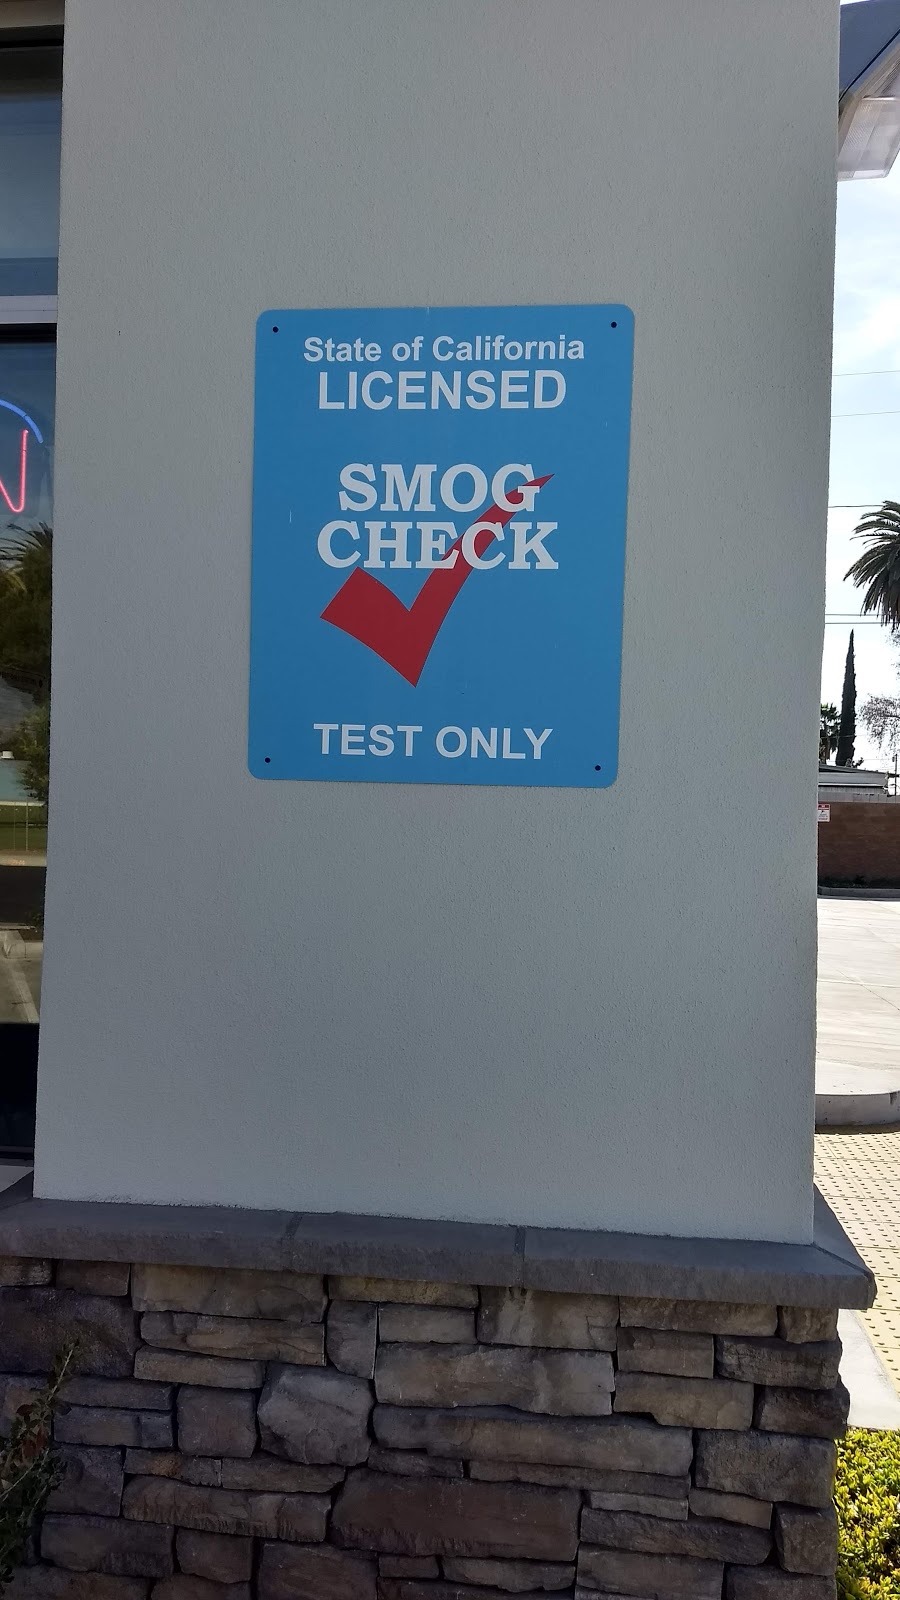 State of California
LICENSED
SMOG
CHECK
TEST ONLY